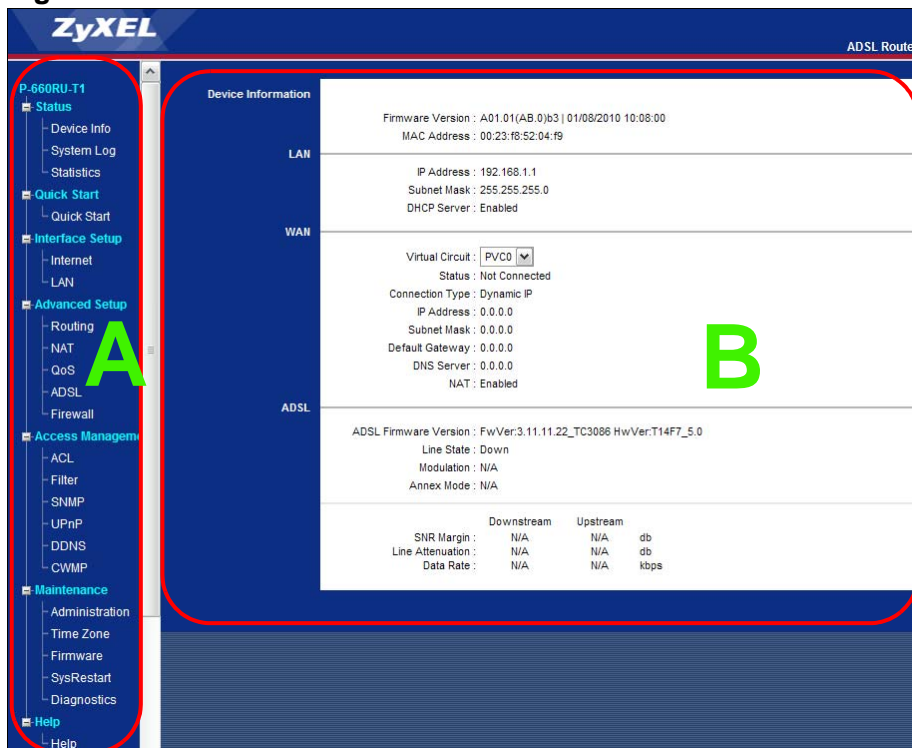 ZyXEL
ADSL Route
P-660RU-T1
Status
Device Info
System Log
Statistics
Quick Start
Quick Start
Interface Setup
Internet
LAN
Advanced Setup
Routing
NAT
QoS
ADSL
Firewall
Access Managem
ACL
Filter
SNMP
UPnP
DDNS
CWMP
Maintenance
Administration
Time Zone
Firmware
SysRestart
Diagnostics
Help
Help
A
Device Information
Firmware Version : A01.01(AB.0)b3 | 01/08/2010 10:08:00
MAC Address : 00:23:f8:52:04:f9
LAN
IP Address : 192.168.1.1
Subnet Mask : 255.255.255.0
DHCP Server : Enabled
WAN
Virtual Circuit : PVC0
Status : Not Connected
Connection Type : Dynamic IP
IP Address : 0.0.0.0
Subnet Mask : 0.0.0.0
Default Gateway : 0.0.0.0
DNS Server : 0.0.0.0
NAT : Enabled
B
ADSL
ADSL Firmware Version : FwVer:3.11.11.22_TC3086 HwVer:T14F7_5.0
Line State : Down
Modulation : N/A
Annex Mode : N/A
Downstream Upstream
SNR Margin : N/A N/A db
Line Attenuation : N/A N/A db
Data Rate : N/A N/A kbps